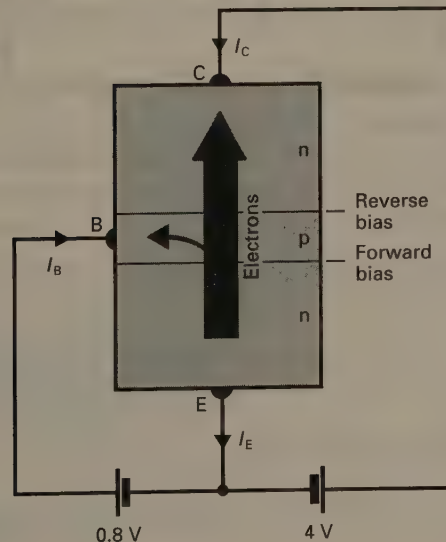 I_C
C
n
Reverse
bias
B
p
Electrons
I_B
Forward
bias
n
E
I_E
0.8 V
4 V